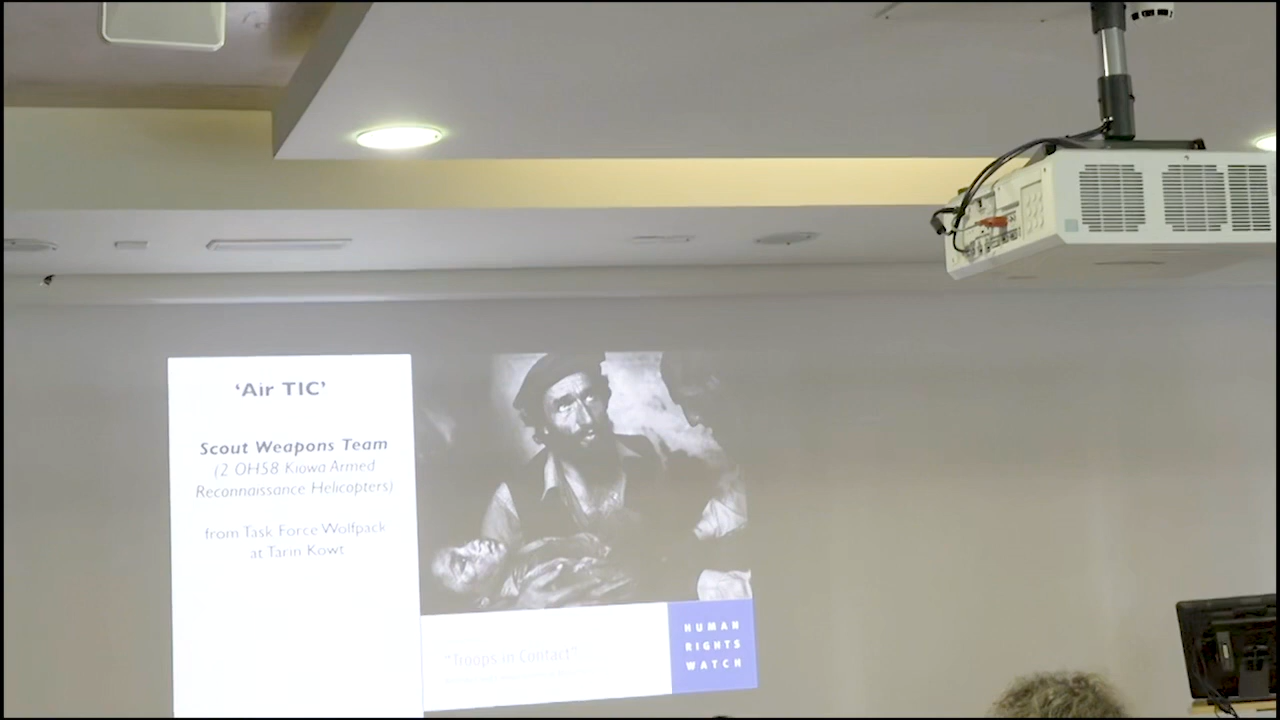 ‘Air TIC’
Scout Weapons Team
(2 OH58 Kiowa Armed
Reconnaissance Helicopters)
from Task Force Wolfpack
at Tarin Kowt
“Troops in Contact”
HUMAN
RIGHTS
WATCH